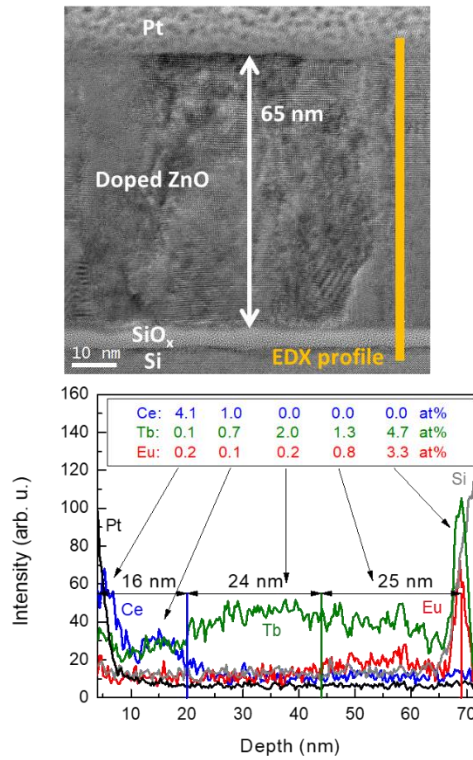 Pt
65 nm
Doped ZnO
SiOx
10 nm
Si
EDX profile
160
140
120
100
80
60
40
20
0
Intensity (arb. u.)
Ce: 4.1 1.0 0.0 0.0 0.0 at%
Tb: 0.1 0.7 2.0 1.3 4.7 at%
Eu: 0.2 0.1 0.2 0.8 3.3 at%
Si
Pt
16 nm 24 nm 25 nm
Ce
Tb
Eu
10 20 30 40 50 60 70
Depth (nm)